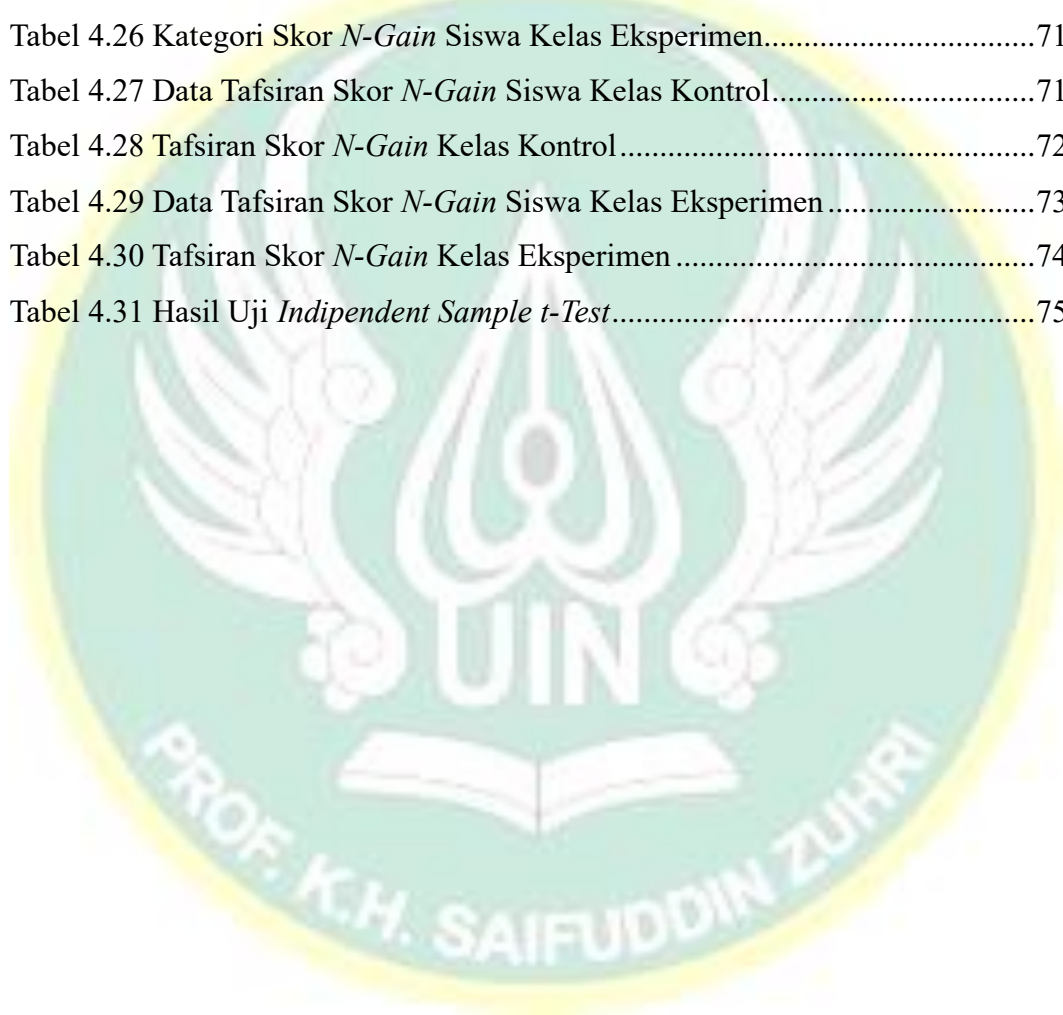 Tabel 4.26 Kategori Skor N-Gain Siswa Kelas Eksperimen....................................71
Tabel 4.27 Data Tafsiran Skor N-Gain Siswa Kelas Kontrol...................................71
Tabel 4.28 Tafsiran Skor N-Gain Kelas Kontrol......................................................72
Tabel 4.29 Data Tafsiran Skor N-Gain Siswa Kelas Eksperimen............................73
Tabel 4.30 Tafsiran Skor N-Gain Kelas Eksperimen...............................................74
Tabel 4.31 Hasil Uji Indipendent Sample t-Test.......................................................75
UIN
PROF. K.H. SAIFUDDIN ZUHRI